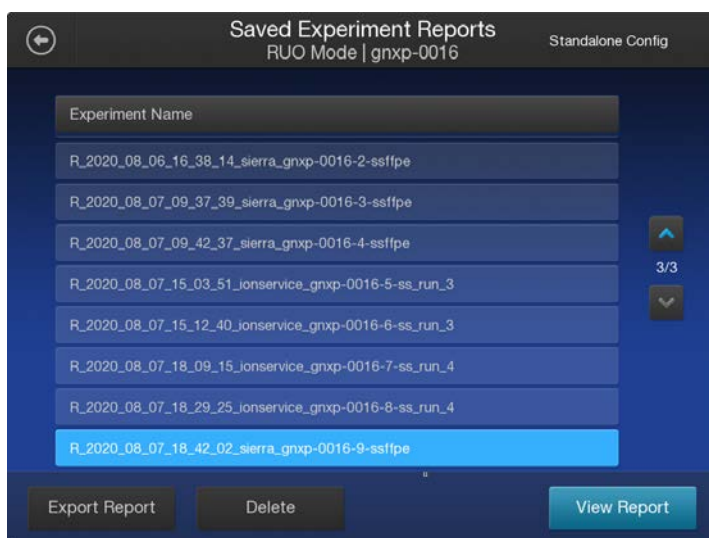 Saved Experiment Reports
RUO Mode | gnxp-0016
Standalone Config
Experiment Name
R_2020_08_06_16_38_14_sierra_gnxp-0016-2-ssffpe
R_2020_08_07_09_37_39_sierra_gnxp-0016-3-ssffpe
R_2020_08_07_09_42_37_sierra_gnxp-0016-4-ssffpe
R_2020_08_07_15_03_51_ionservice_gnxp-0016-5-ss_run_3
R_2020_08_07_15_12_40_ionservice_gnxp-0016-6-ss_run_3
R_2020_08_07_18_09_15_ionservice_gnxp-0016-7-ss_run_4
R_2020_08_07_18_29_25_ionservice_gnxp-0016-8-ss_run_4
R_2020_08_07_18_42_02_sierra_gnxp-0016-9-ssffpe
3/3
Export Report
Delete
View Report